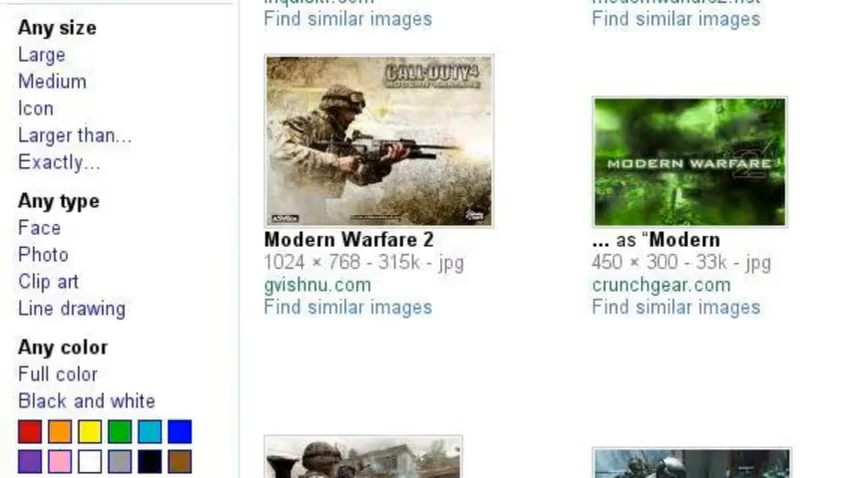 Any size
Large
Medium
Icon
Larger than...
Exactly...
Any type
Face
Photo
Clip art
Line drawing
Any color
Full color
Black and white
Find similar images
CALL·DUTY4
MODERN WARFARE
ACTIVISION
Modern Warfare 2
1024 × 768 - 315k - jpg
gvishnu.com
Find similar images
Find similar images
MODERN WARFARE 2
... as “Modern
450 × 300 - 33k - jpg
crunchgear.com
Find similar images